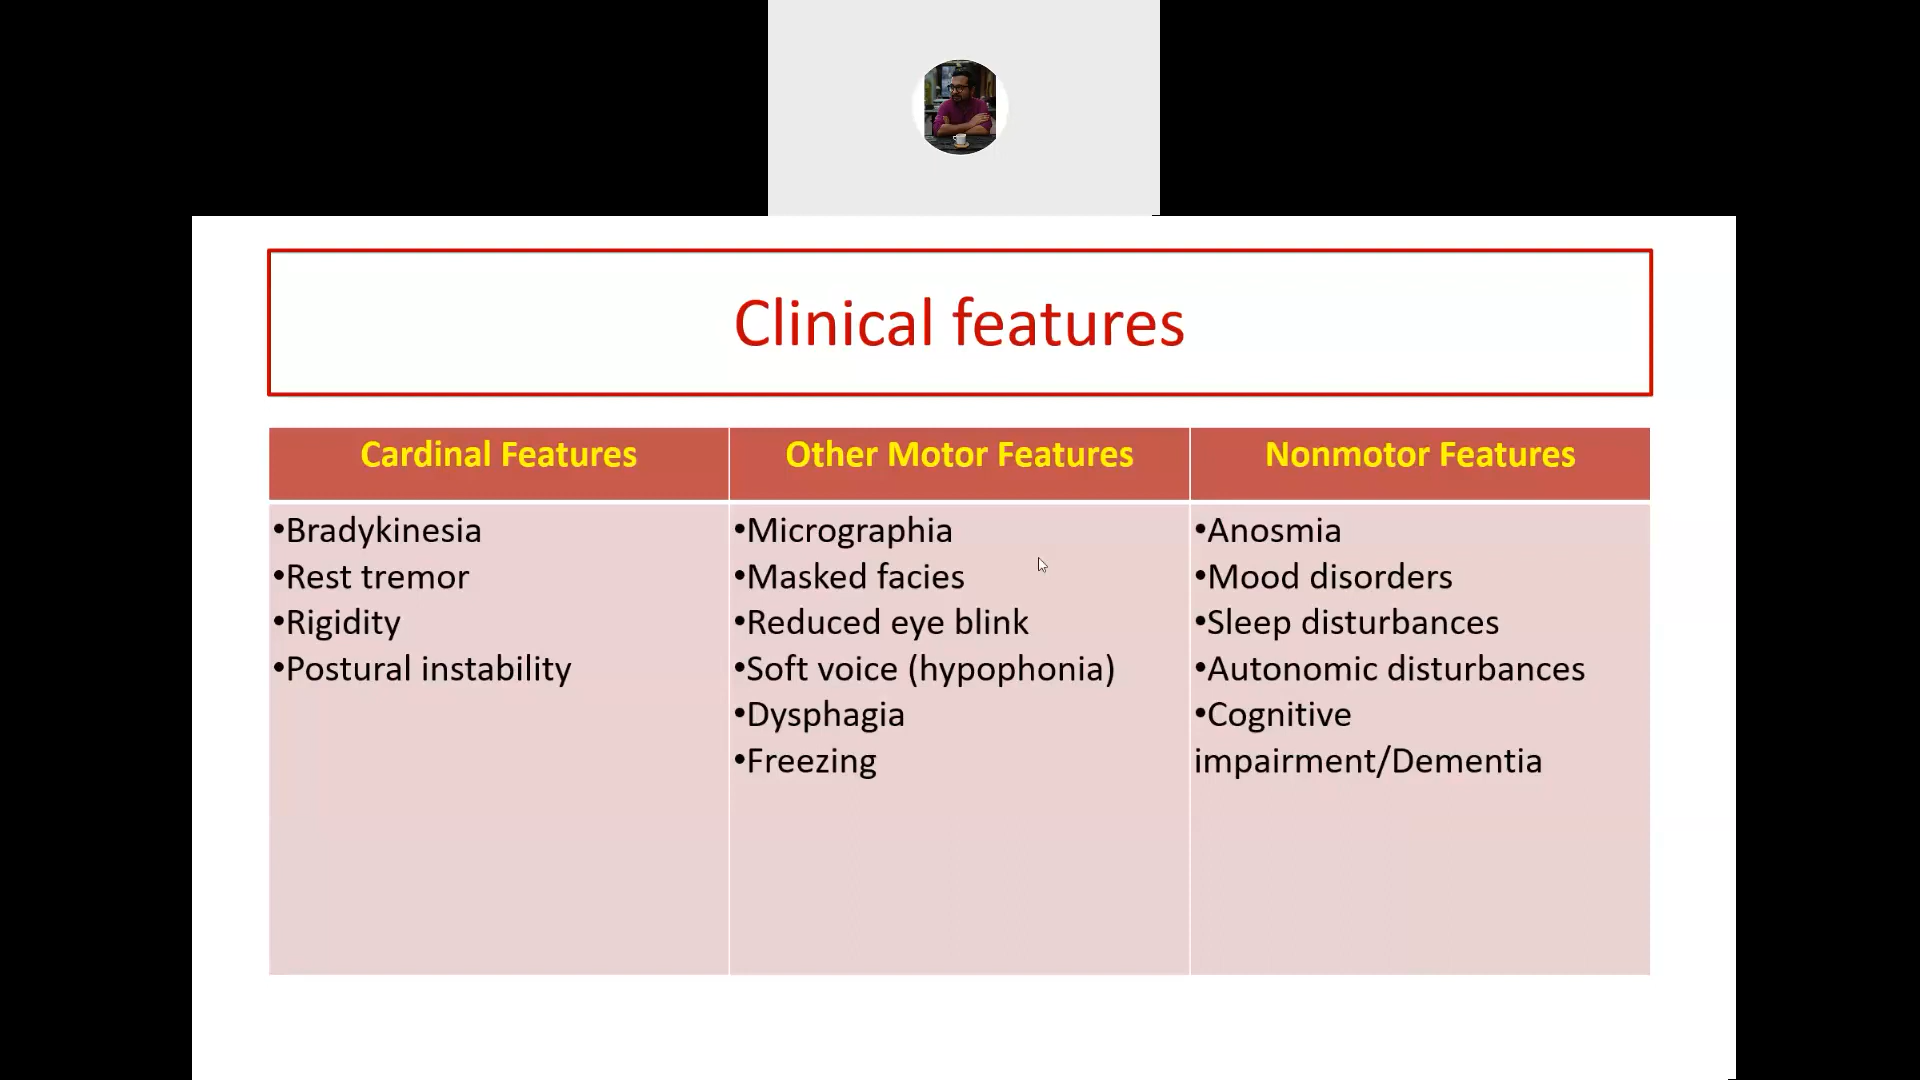 Clinical features
Cardinal Features
Other Motor Features
Nonmotor Features
•Bradykinesia
•Rest tremor
•Rigidity
•Postural instability
•Micrographia
•Masked facies
•Reduced eye blink
•Soft voice (hypophonia)
•Dysphagia
•Freezing
•Anosmia
•Mood disorders
•Sleep disturbances
•Autonomic disturbances
•Cognitive
impairment/Dementia